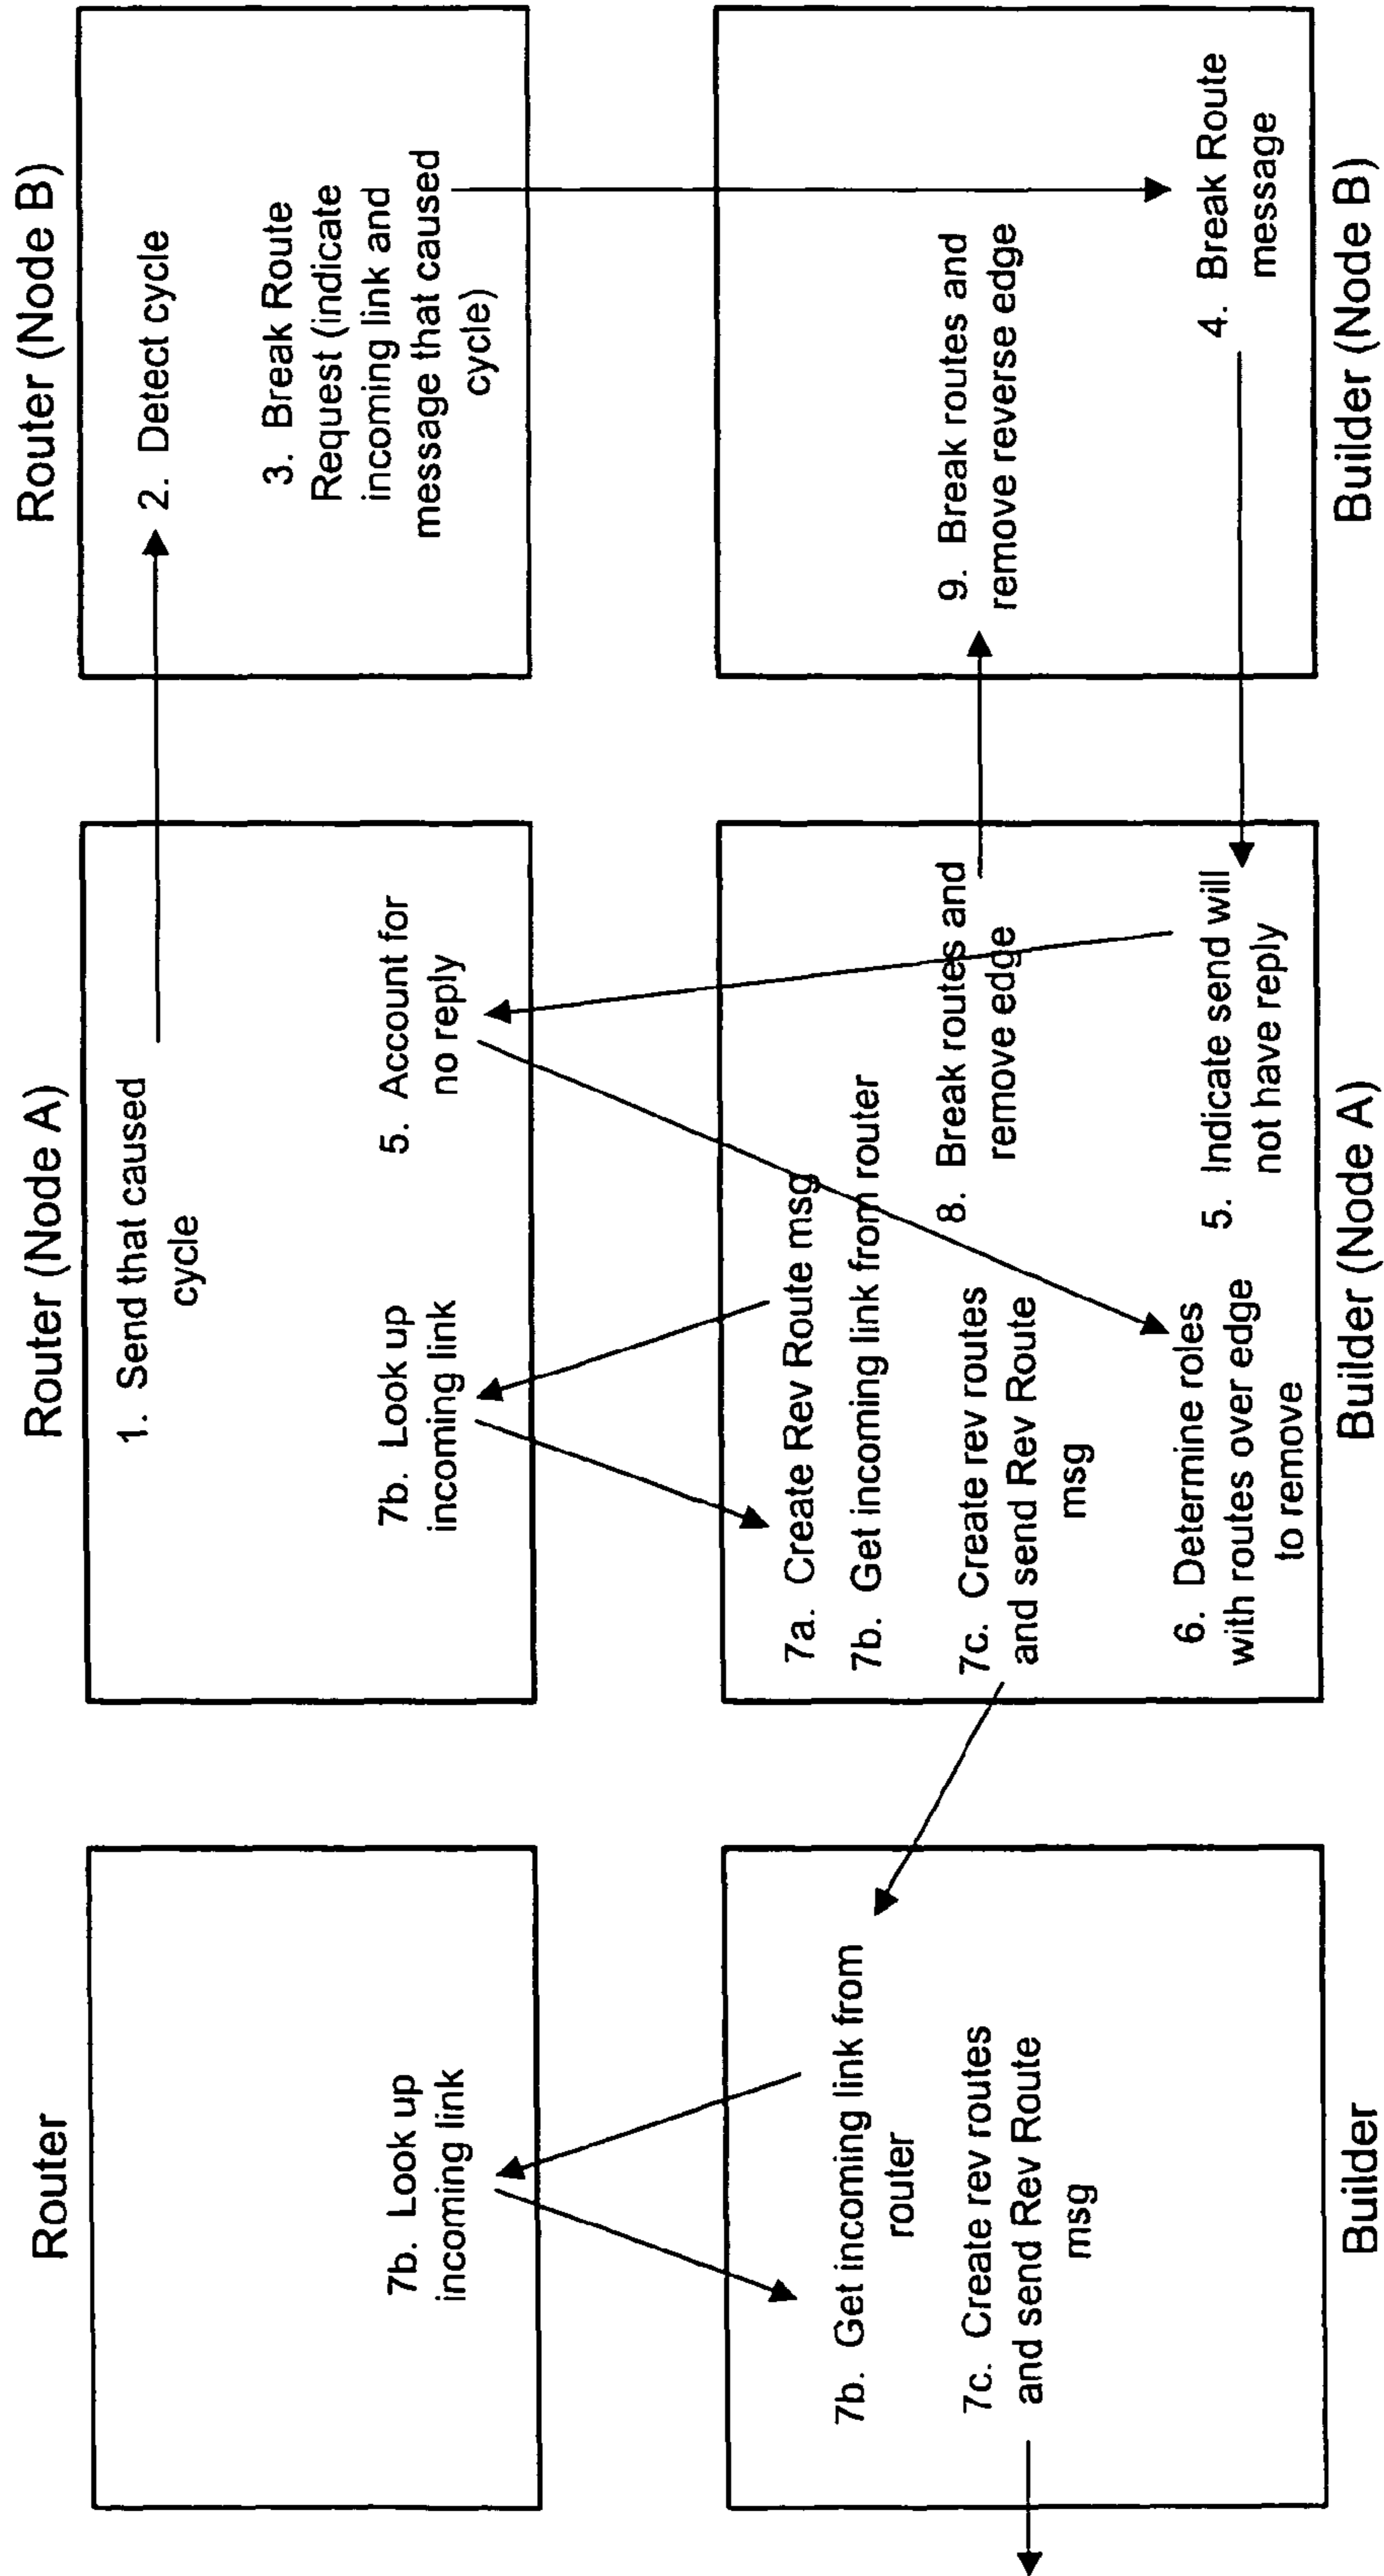 Router
7b. Look up
incoming link
7b. Get incoming link from
router
7c. Create rev routes
and send Rev Route
msg
Builder
Router (Node A)
1. Send that caused
cycle
7b. Look up
incoming link
5. Account for
no reply
7a. Create Rev Route msg
7b. Get incoming link from router
7c. Create rev routes
and send Rev Route
msg
8. Break routes and
remove edge
6. Determine roles
with routes over edge
to remove
5. Indicate send will
not have reply
Builder (Node A)
Router (Node B)
2. Detect cycle
3. Break Route
Request (indicate
incoming link and
message that caused
cycle)
9. Break routes and
remove reverse edge
4. Break Route
message
Builder (Node B)